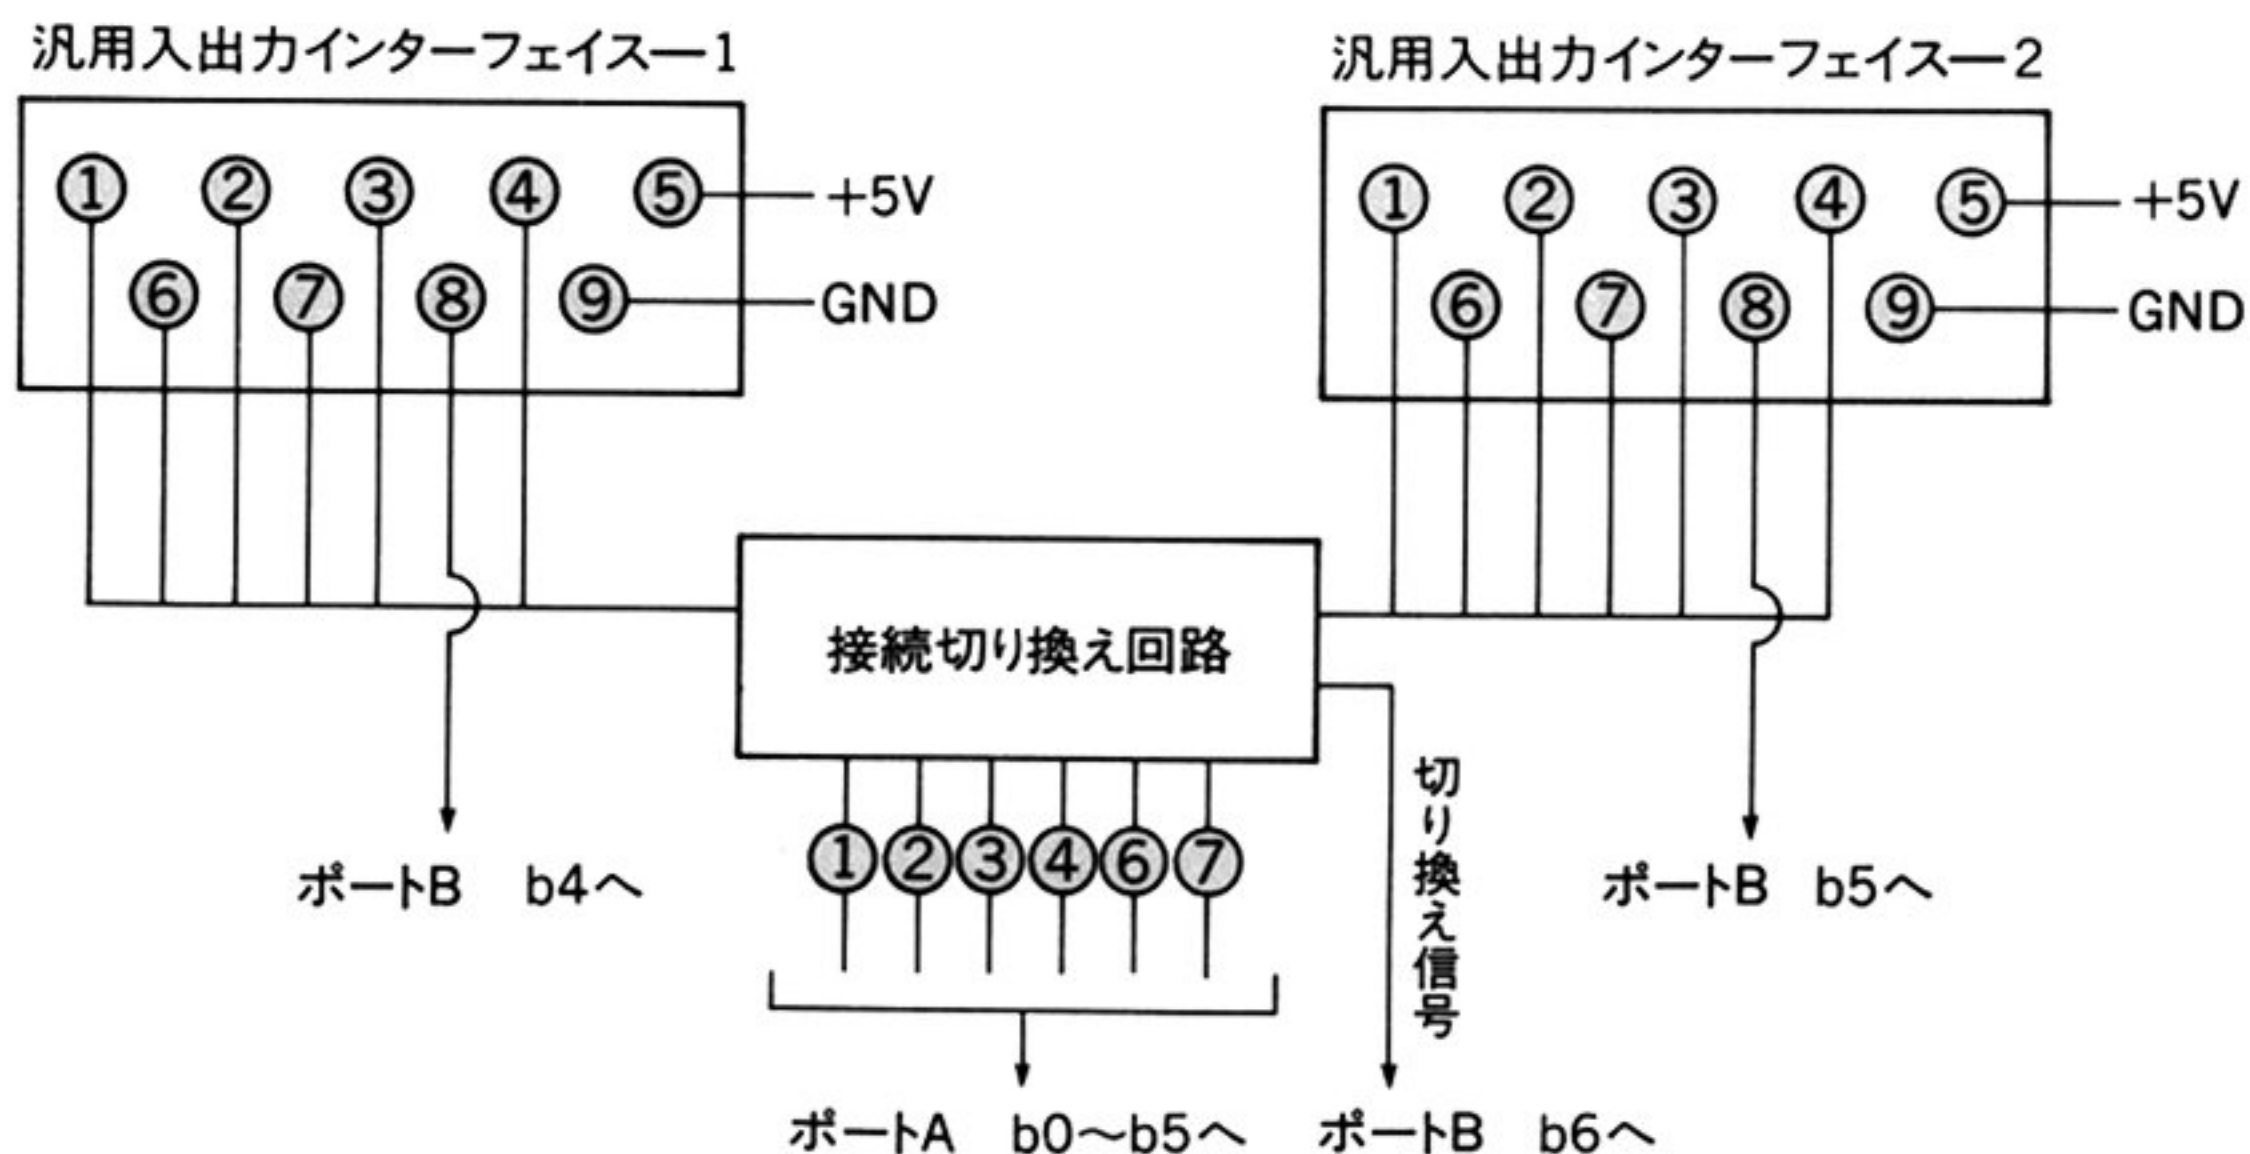 汎用入出力インターフェイス―1
① ② ③ ④ ⑤ +5V
⑥ ⑦ ⑧ ⑨ GND
汎用入出力インターフェイス―2
① ② ③ ④ ⑤ +5V
⑥ ⑦ ⑧ ⑨ GND
接続切り換え回路
①②③④⑥⑦
切り換え信号
ポートB b4へ
ポートB b5へ
ポートA b0〜b5へ
ポートB b6へ